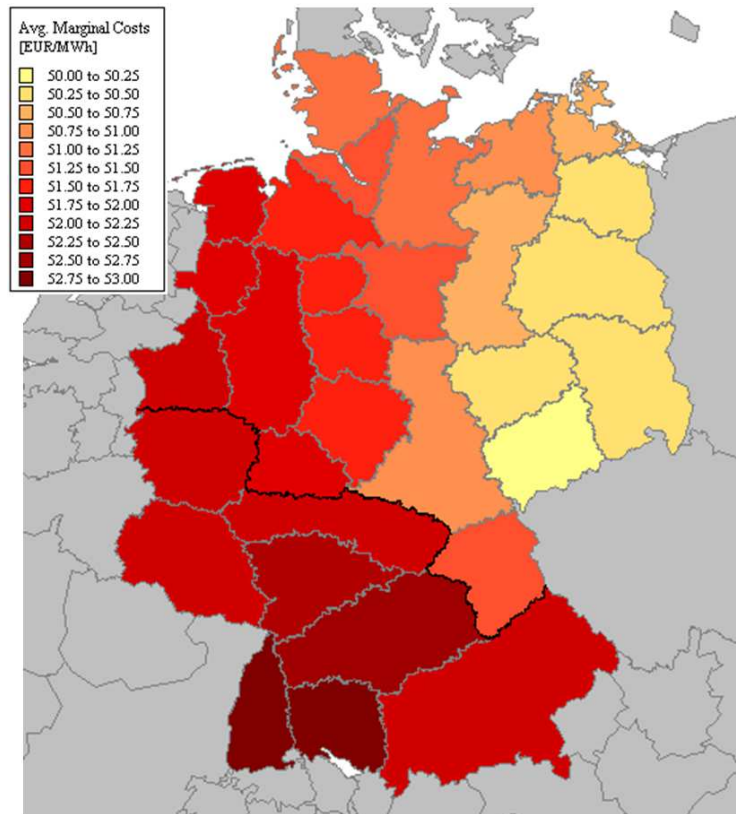 Avg. Marginal Costs
[EUR/MWh]
50.00 to 50.25
50.25 to 50.50
50.50 to 50.75
50.75 to 51.00
51.00 to 51.25
51.25 to 51.50
51.50 to 51.75
51.75 to 52.00
52.00 to 52.25
52.25 to 52.50
52.50 to 52.75
52.75 to 53.00